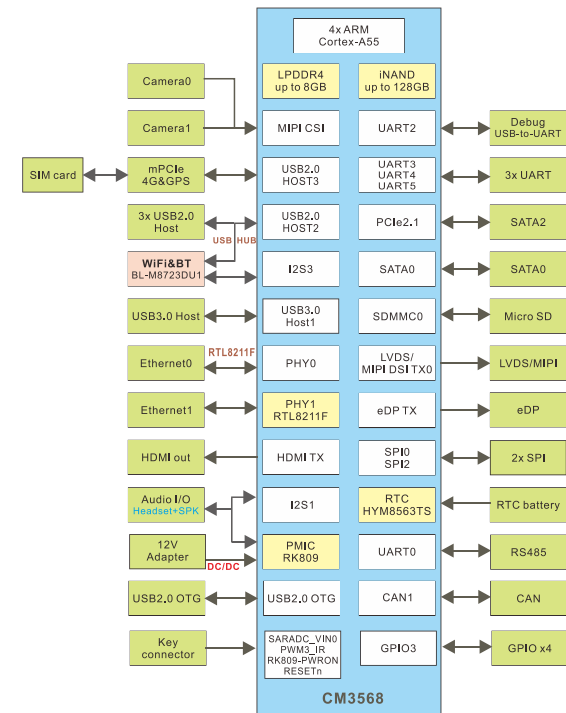 4x ARM
Cortex-A55
Camera0
LPDDR4
up to 8GB
iNAND
up to 128GB
Camera1
MIPI CSI
UART2
Debug
USB-to-UART
SIM card
mPCIe
4G&GPS
USB2.0
HOST3
UART3
UART4
UART5
3x UART
3x USB2.0
Host
USB HUB
USB2.0
HOST2
PCIe2.1
SATA2
WiFi&BT
BL-M8723DU1
I2S3
SATA0
SATA0
USB3.0 Host
USB3.0
Host1
SDMMC0
Micro SD
Ethernet0
RTL8211F
PHY0
LVDS/
MIPI DSI TX0
LVDS/MIPI
Ethernet1
PHY1
RTL8211F
eDP TX
eDP
HDMI out
HDMI TX
SPI0
SPI2
2x SPI
Audio I/O
Headset+SPK
I2S1
RTC
HYM8563TS
RTC battery
12V
Adapter
DC/DC
PMIC
RK809
UART0
RS485
USB2.0 OTG
USB2.0 OTG
CAN1
CAN
Key
connector
SARADC_VIN0
PWM3_IR
RK809-PWRON
RESETn
GPIO3
GPIO x4
CM3568